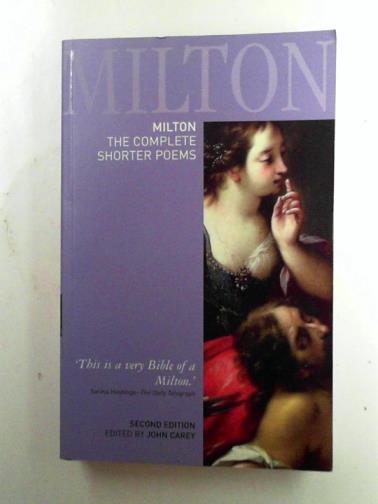 MILTON
MILTON
THE COMPLETE
SHORTER POEMS
'This is a very Bible of a
Milton.'
Selina Hastings - The Daily Telegraph
SECOND EDITION
EDITED BY JOHN CAREY